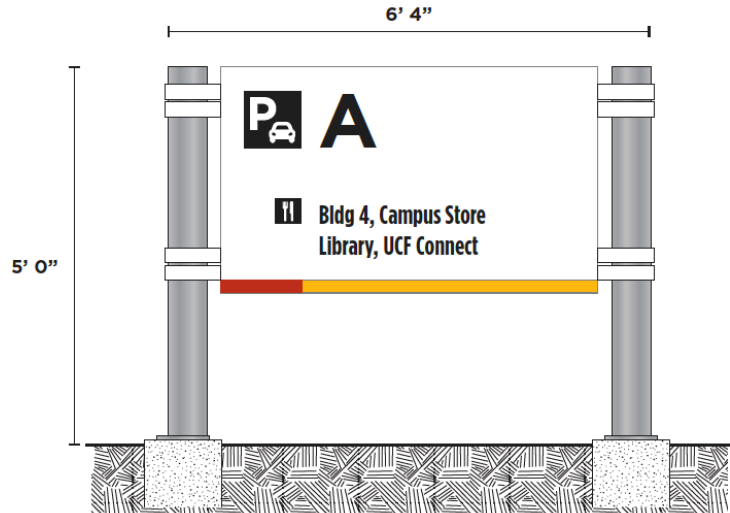 6’ 4”
P A
Bldg 4, Campus Store
Library, UCF Connect
5’ 0”